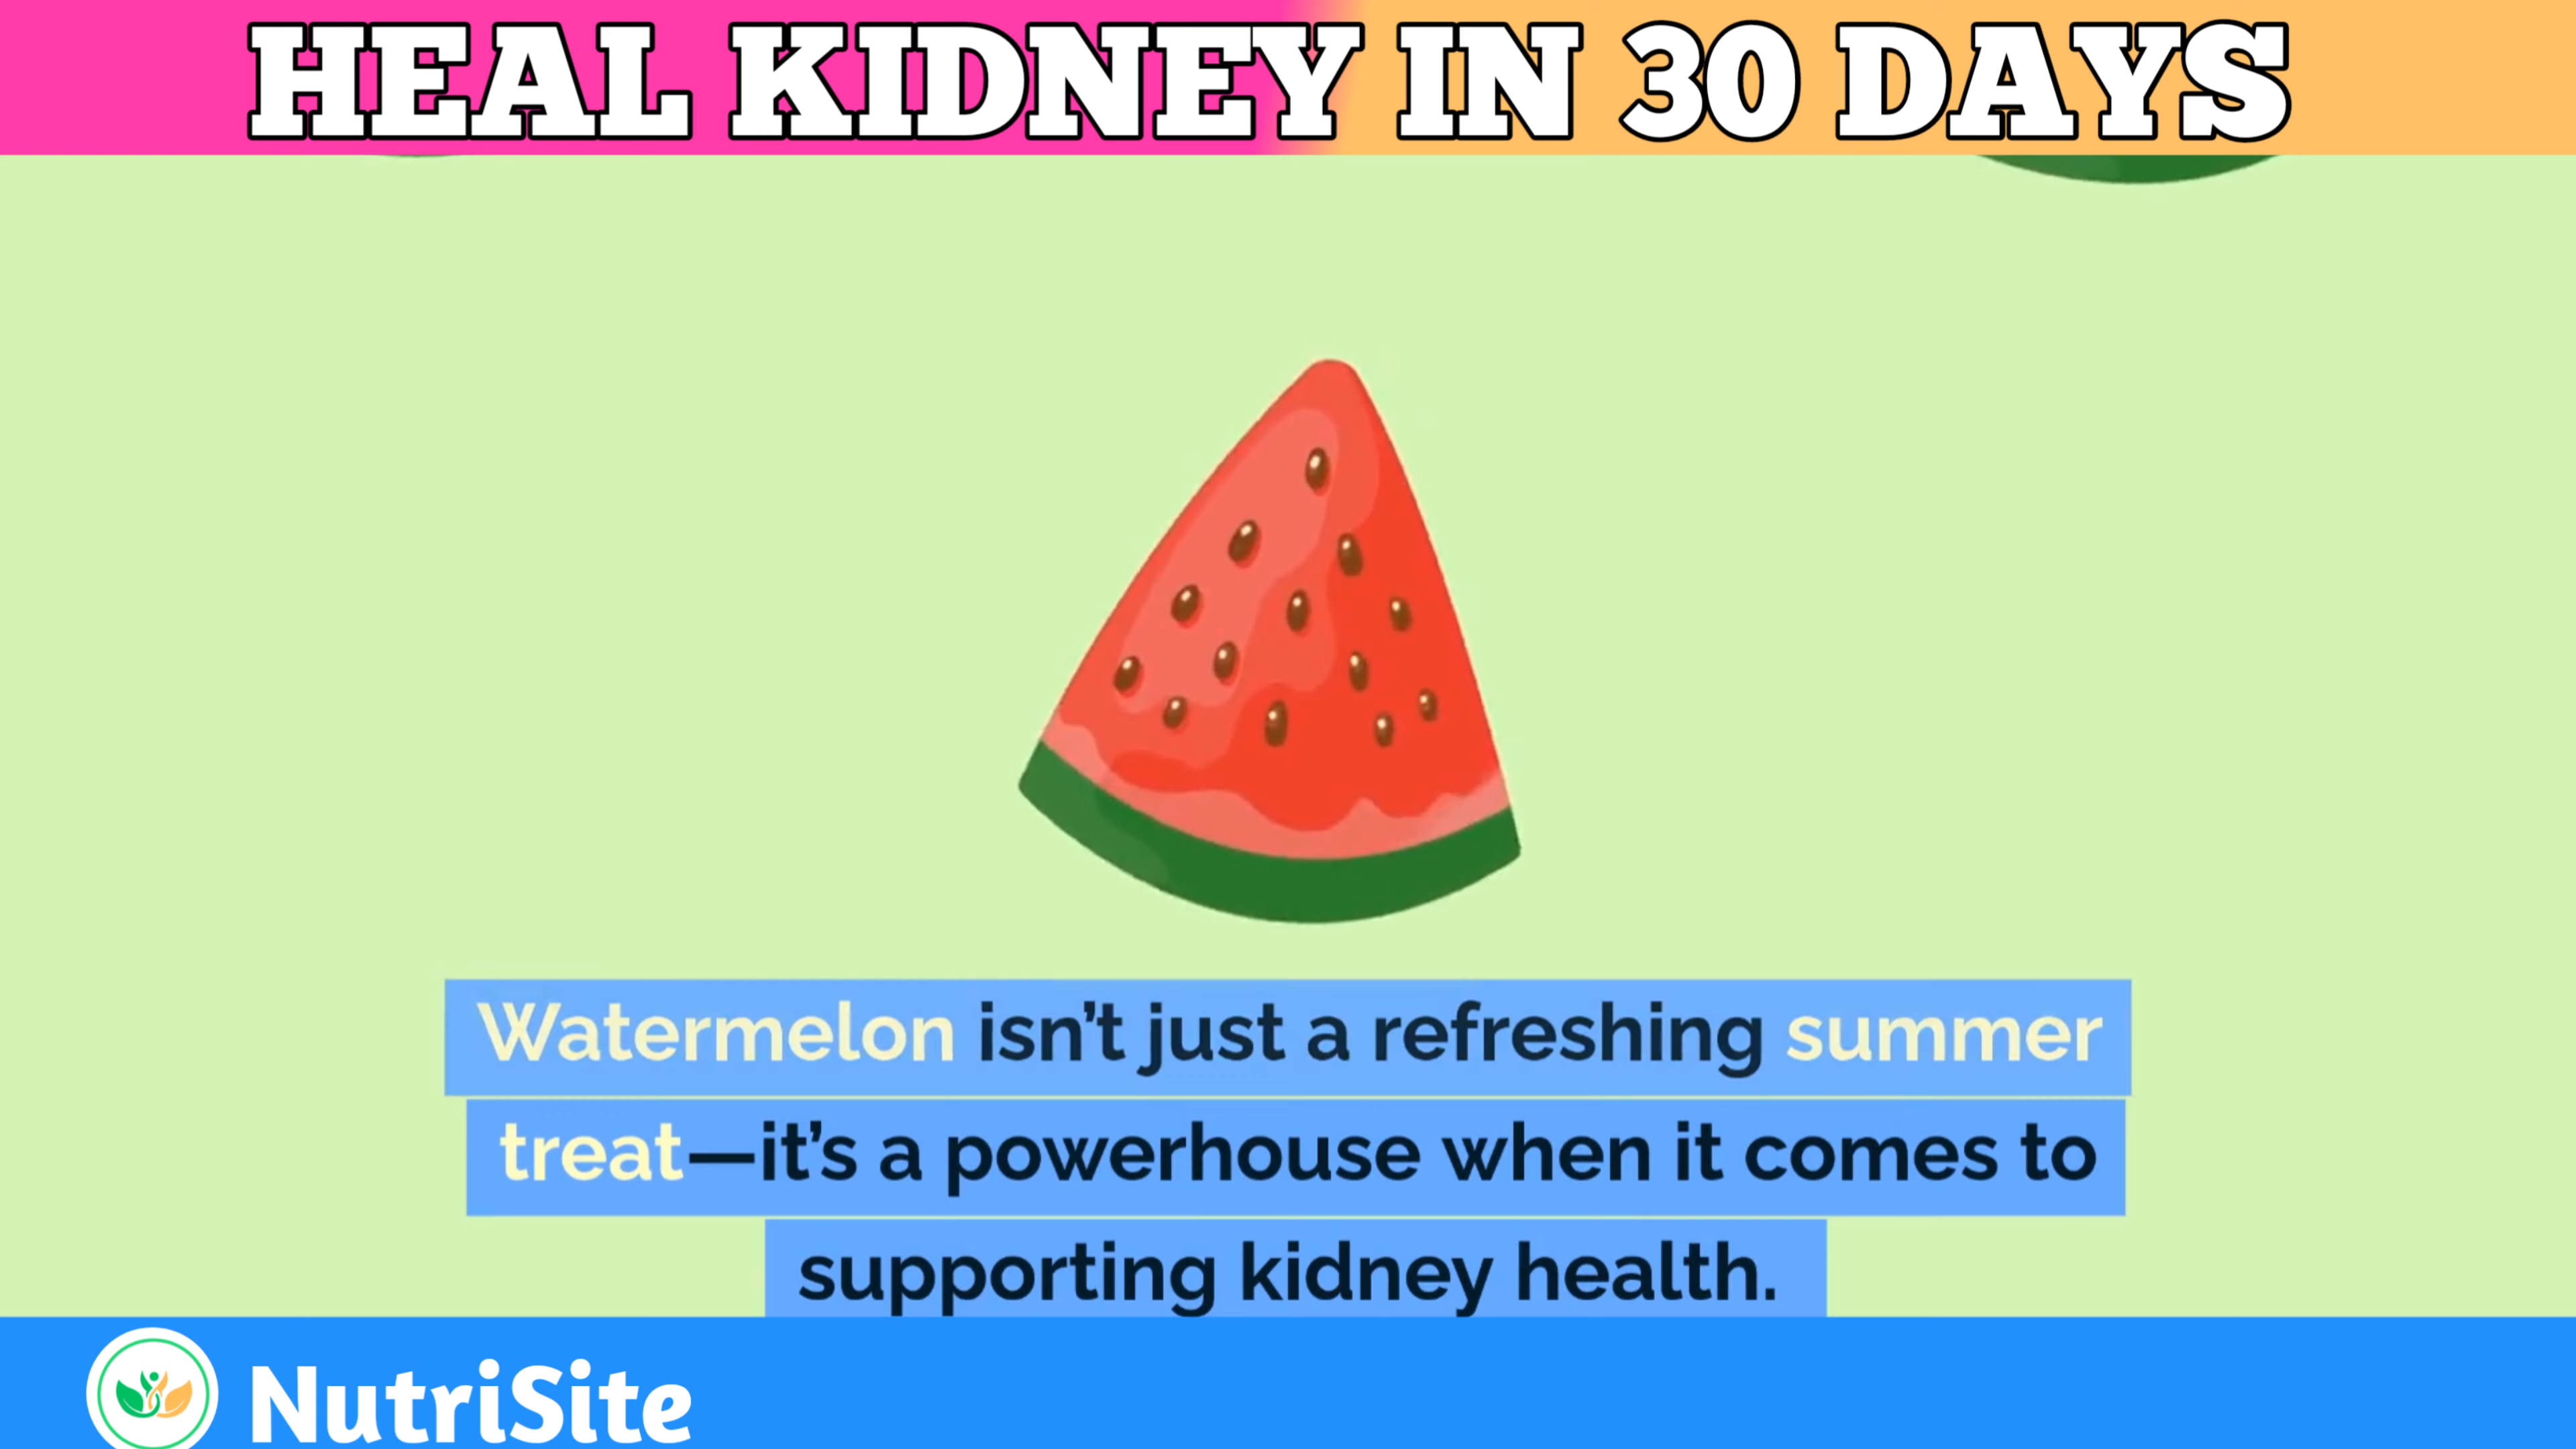 HEAL KIDNEY IN 30 DAYS
Watermelon isn’t just a refreshing summer
treat—it’s a powerhouse when it comes to
supporting kidney health.
NutriSite